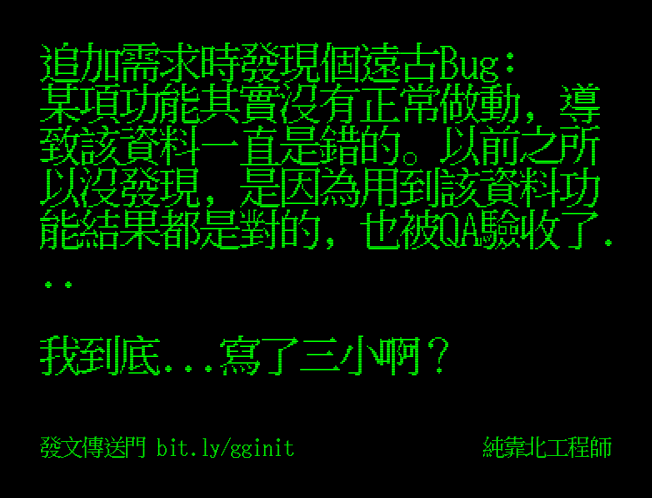 追加需求時發現個遠古Bug:
某項功能其實沒有正常做動, 導
致該資料一直是錯的。以前之所
以沒發現, 是因為用到該資料功
能結果都是對的, 也被QA驗收了.
..
我到底...寫了三小啊？
發文傳送門 bit.ly/gginit
純靠北工程師